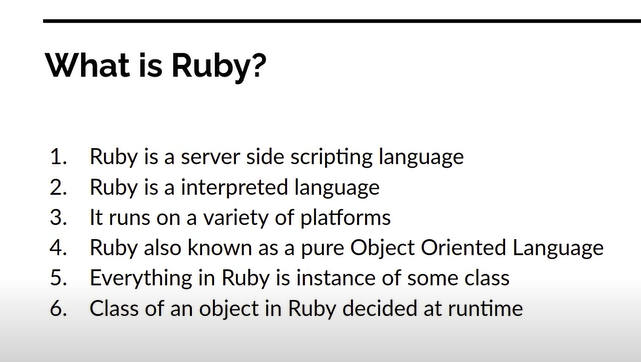 What is Ruby?
1. Ruby is a server side scripting language
2. Ruby is a interpreted language
3. It runs on a variety of platforms
4. Ruby also known as a pure Object Oriented Language
5. Everything in Ruby is instance of some class
6. Class of an object in Ruby decided at runtime